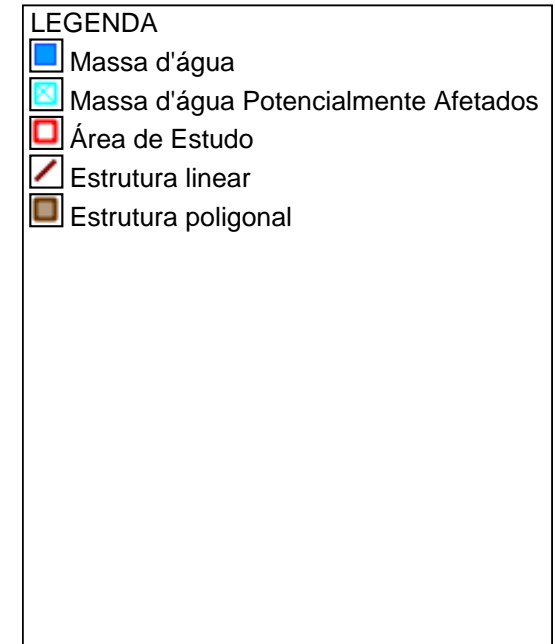 LEGENDA
Massa d'água
Massa d'água Potencialmente Afetados
Área de Estudo
Estrutura linear
Estrutura poligonal